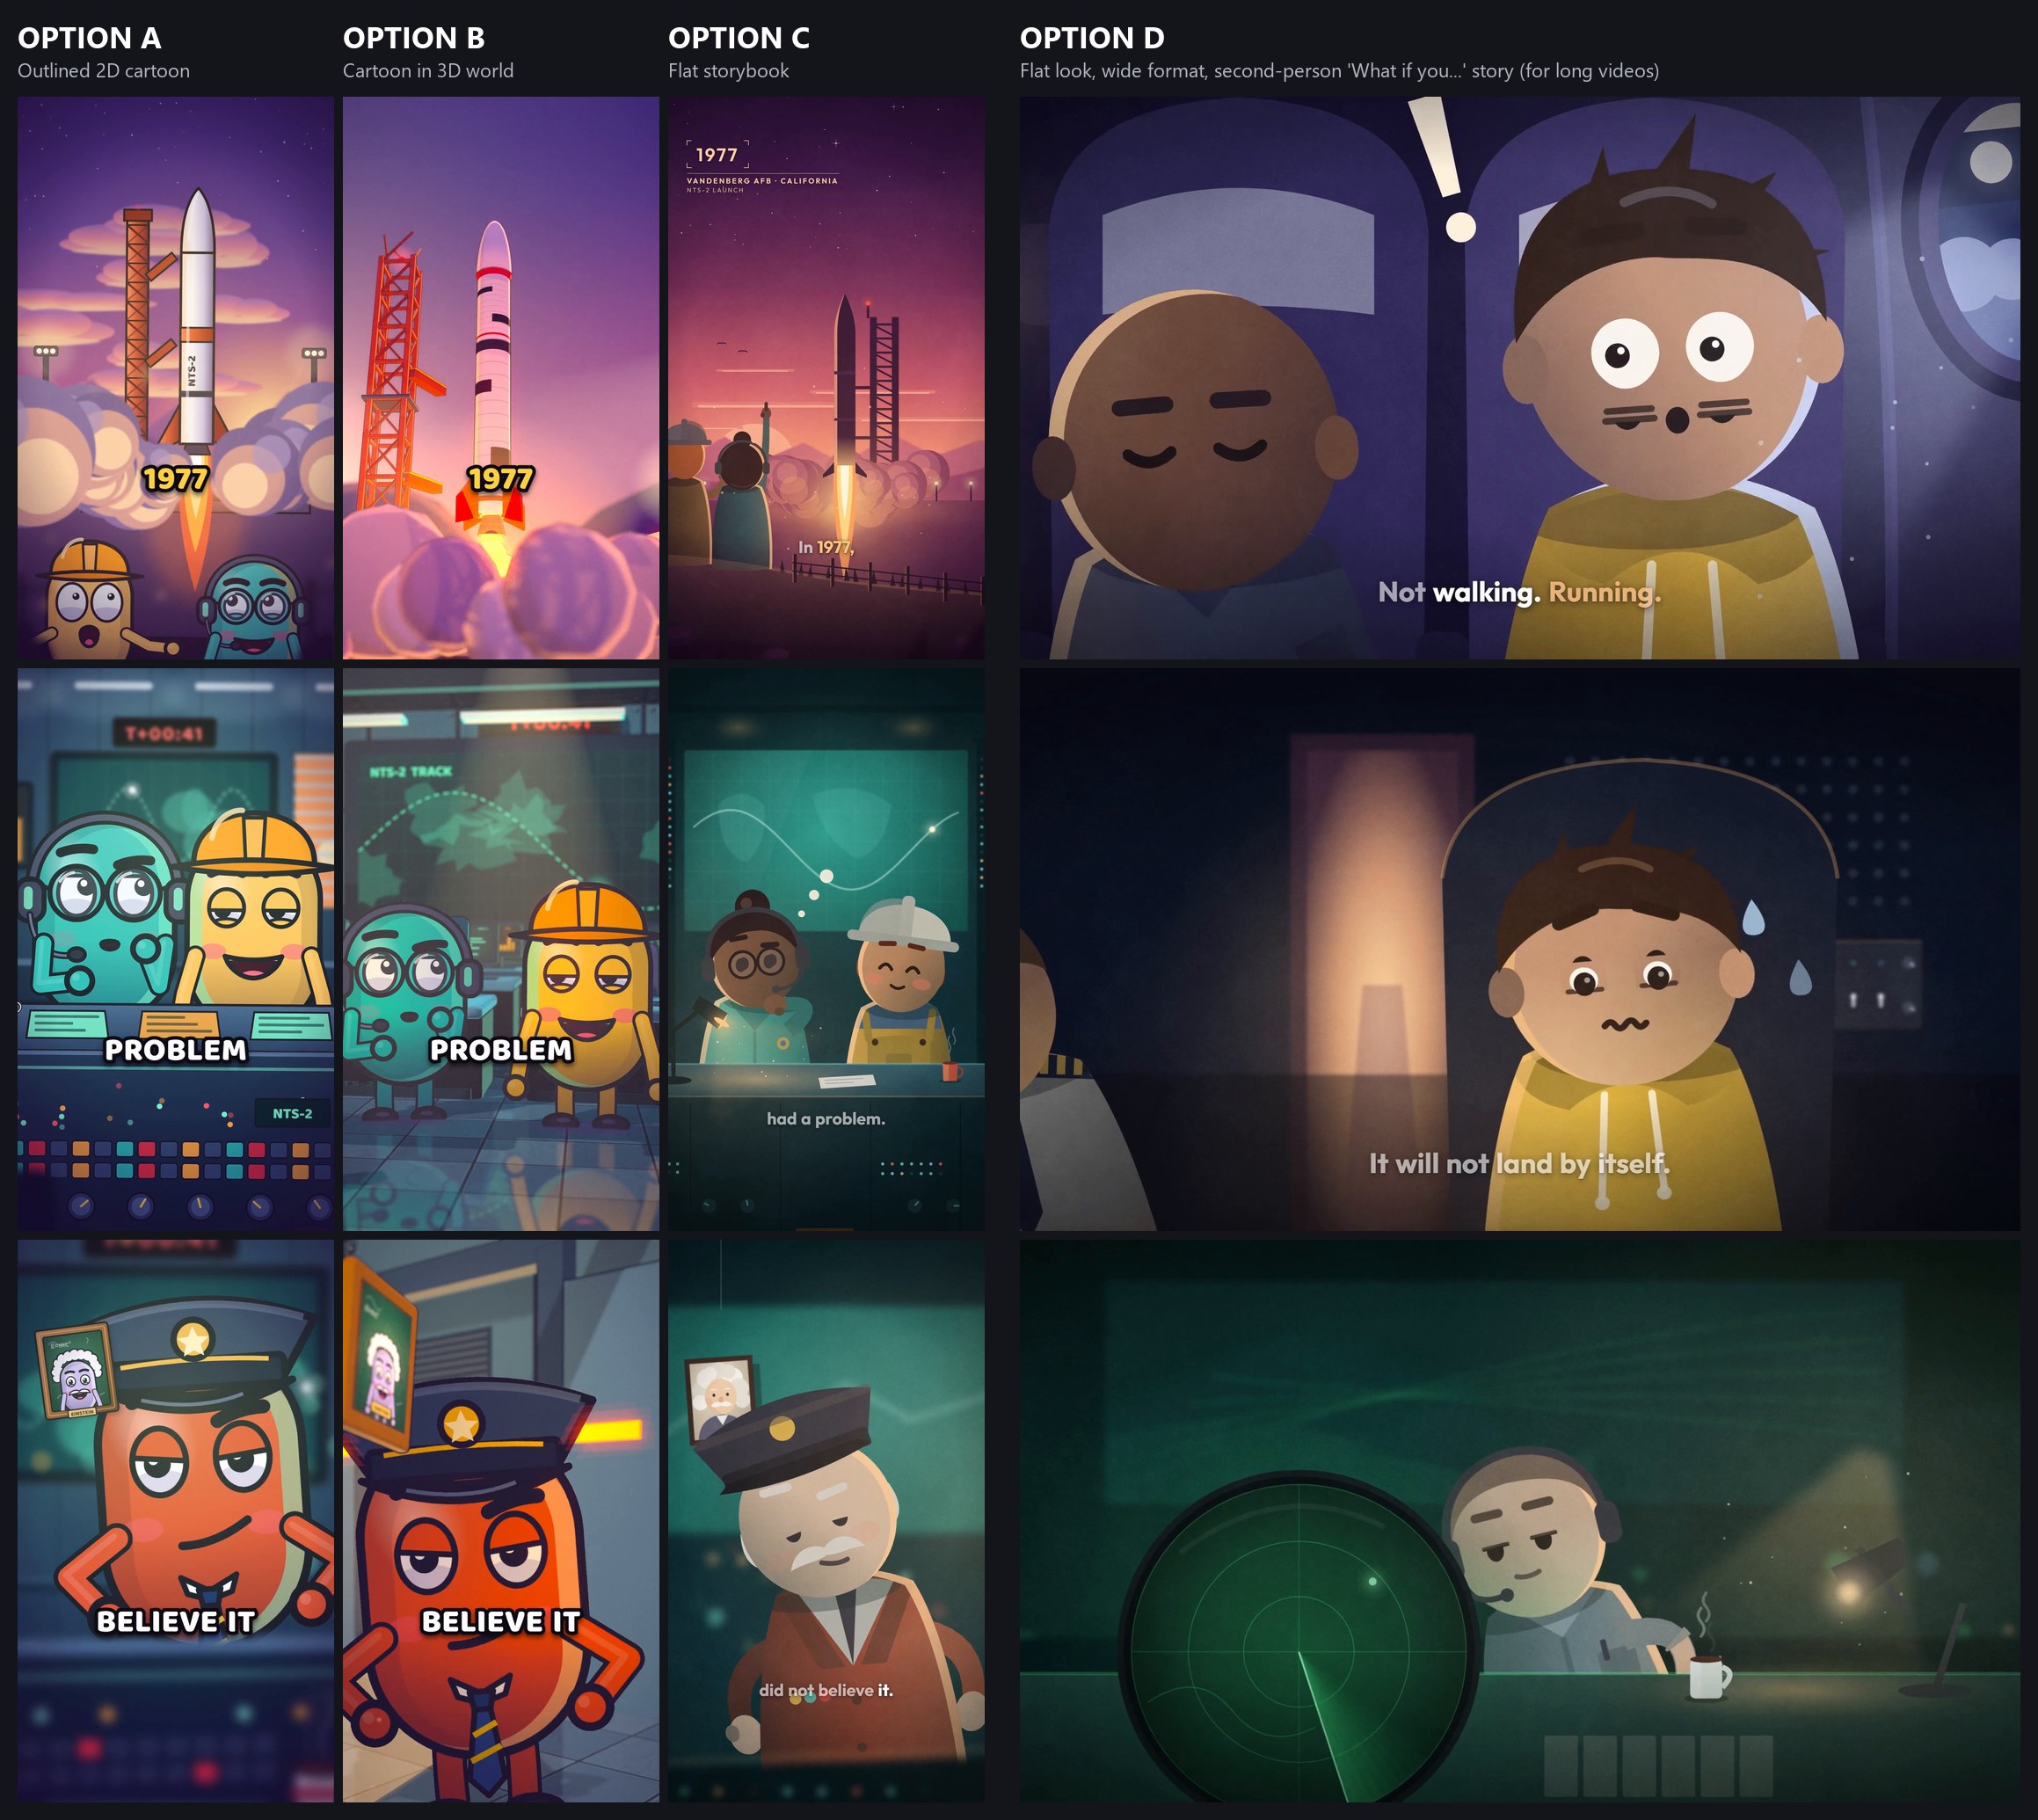 OPTION A
Outlined 2D cartoon
OPTION B
Cartoon in 3D world
OPTION C
Flat storybook
OPTION D
Flat look, wide format, second-person 'What if you...' story (for long videos)
NTS-2
1977
1977
1977
VANDENBERG AFB · CALIFORNIA
NTS-2 LAUNCH
In 1977,
Not walking. Running.
T+00:41
PROBLEM
NTS-2
T+00:41
NTS-2 TRACK
PROBLEM
had a problem.
It will not land by itself.
EINSTEIN
BELIEVE IT
BELIEVE IT
did not believe it.